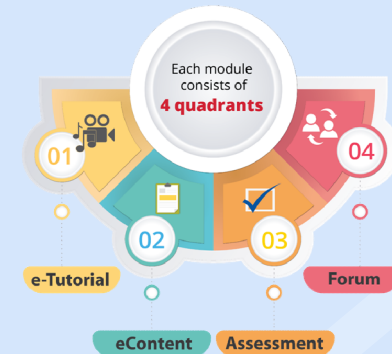 Each module
consists of
4 quadrants
01
02
03
04
e-Tutorial
eContent
Assessment
Forum